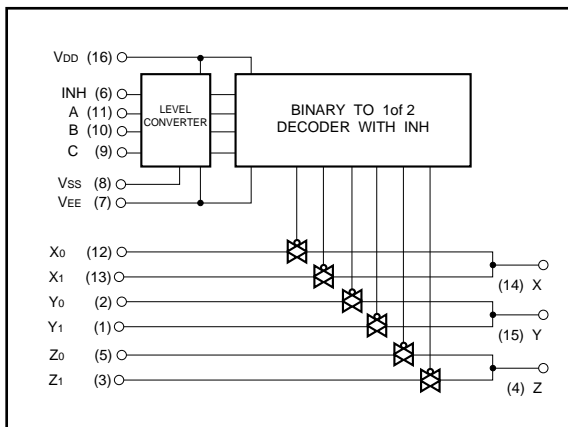 VDD (16)
INH (6)
A (11)
B (10)
C (9)
VSS (8)
VEE (7)
LEVEL
CONVERTER
BINARY TO 1of 2
DECODER WITH INH
X0 (12)
X1 (13)
Y0 (2)
Y1 (1)
Z0 (5)
Z1 (3)
(14) X
(15) Y
(4) Z